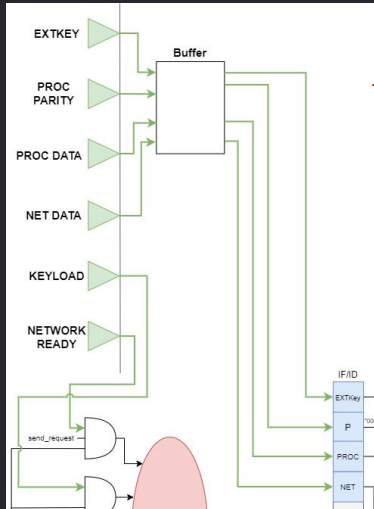 EXTKEY
Buffer
PROC
PARITY
PROC DATA
NET DATA
KEYLOAD
NETWORK
READY
IF/ID
EXTKey
P
PROC
NET
send_request